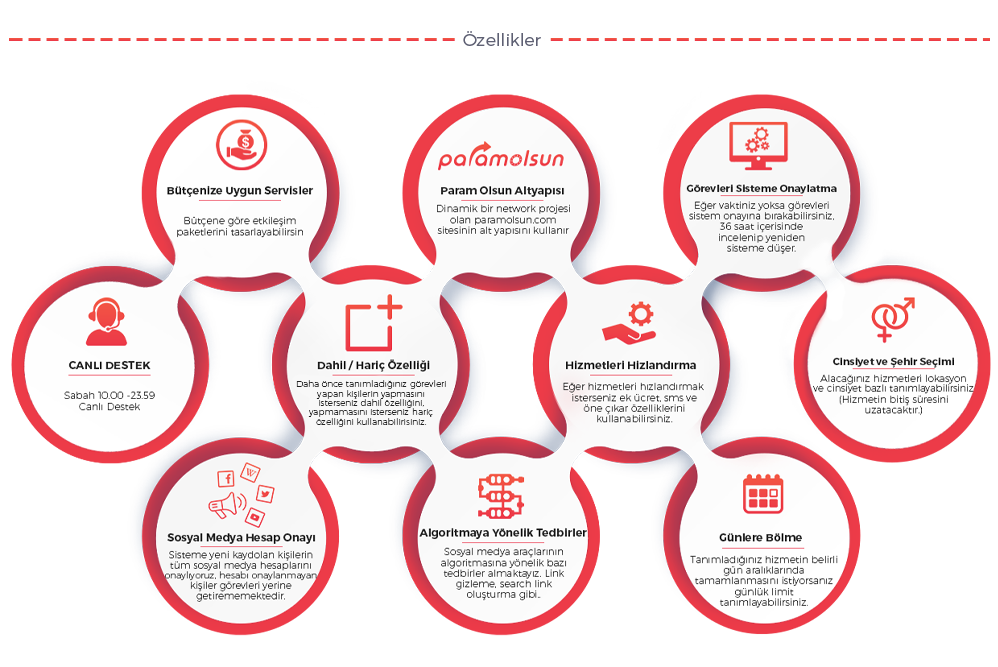 Özellikler
Bütçenize Uygun Servisler
Bütçene göre etkileşim
paketlerini tasarlayabilirsin
paramolsun
Param Olsun Altyapısı
Dinamik bir network projesi
olan paramolsun.com
sitesinin alt yapısını kullanır
Görevleri Sisteme Onaylatma
Eğer vaktiniz yoksa görevleri
sistem onayına bırakabilirsiniz,
36 saat içerisinde
incelenip yeniden
sisteme düşer.
CANLI DESTEK
Sabah 10.00 -23.59
Canlı Destek
Dahil / Hariç Özelliği
Daha önce tanımladığınız görevleri
yapan kişilerin yapmasını
isterseniz dahil özelliğini,
yapmamasını isterseniz hariç
özelliğini kullanabilirisiniz.
Hizmetleri Hızlandırma
Eğer hizmetleri hızlandırmak
isterseniz ek ücret, sms ve
öne çıkar özelliklerini
kullanabilirsiniz.
Cinsiyet ve Şehir Seçimi
Alacağınız hizmetleri lokasyon
ve cinsiyet bazlı tanımlayabilirsiniz
(Hizmetin bitiş süresini
uzatacaktır.)
Sosyal Medya Hesap Onayı
Sisteme yeni kaydolan kişilerin
tüm sosyal medya hesaplarını
onaylıyoruz, hesabı onaylanmayan
kişiler görevleri yerine
getirememektedir.
Algoritmaya Yönelik Tedbirler
Sosyal medya araçlarının
algoritmasına yönelik bazı
tedbirler almaktayız. Link
gizleme, search link
oluşturma gibi..
Günlere Bölme
Tanımladığınız hizmetin belirli
gün aralıklarında
tamamlanmasını istiyorsanız
günlük limit
tanımlayabilirsiniz.